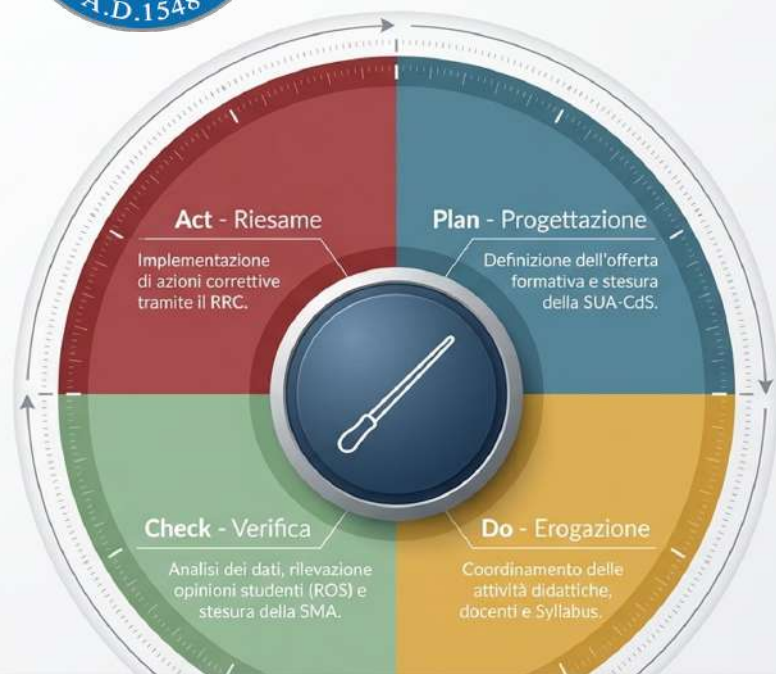 A.D.1548
Act - Riesame
Implementazione
di azioni correttive
tramite il RRC.
Plan - Progettazione
Definizione dell'offerta
formativa e stesura
della SUA-CdS.
Check - Verifica
Analisi dei dati, rilevazione
opinioni studenti (ROS) e
stesura della SMA.
Do - Erogazione
Coordinamento delle
attività didattiche,
docenti e Syllabus.